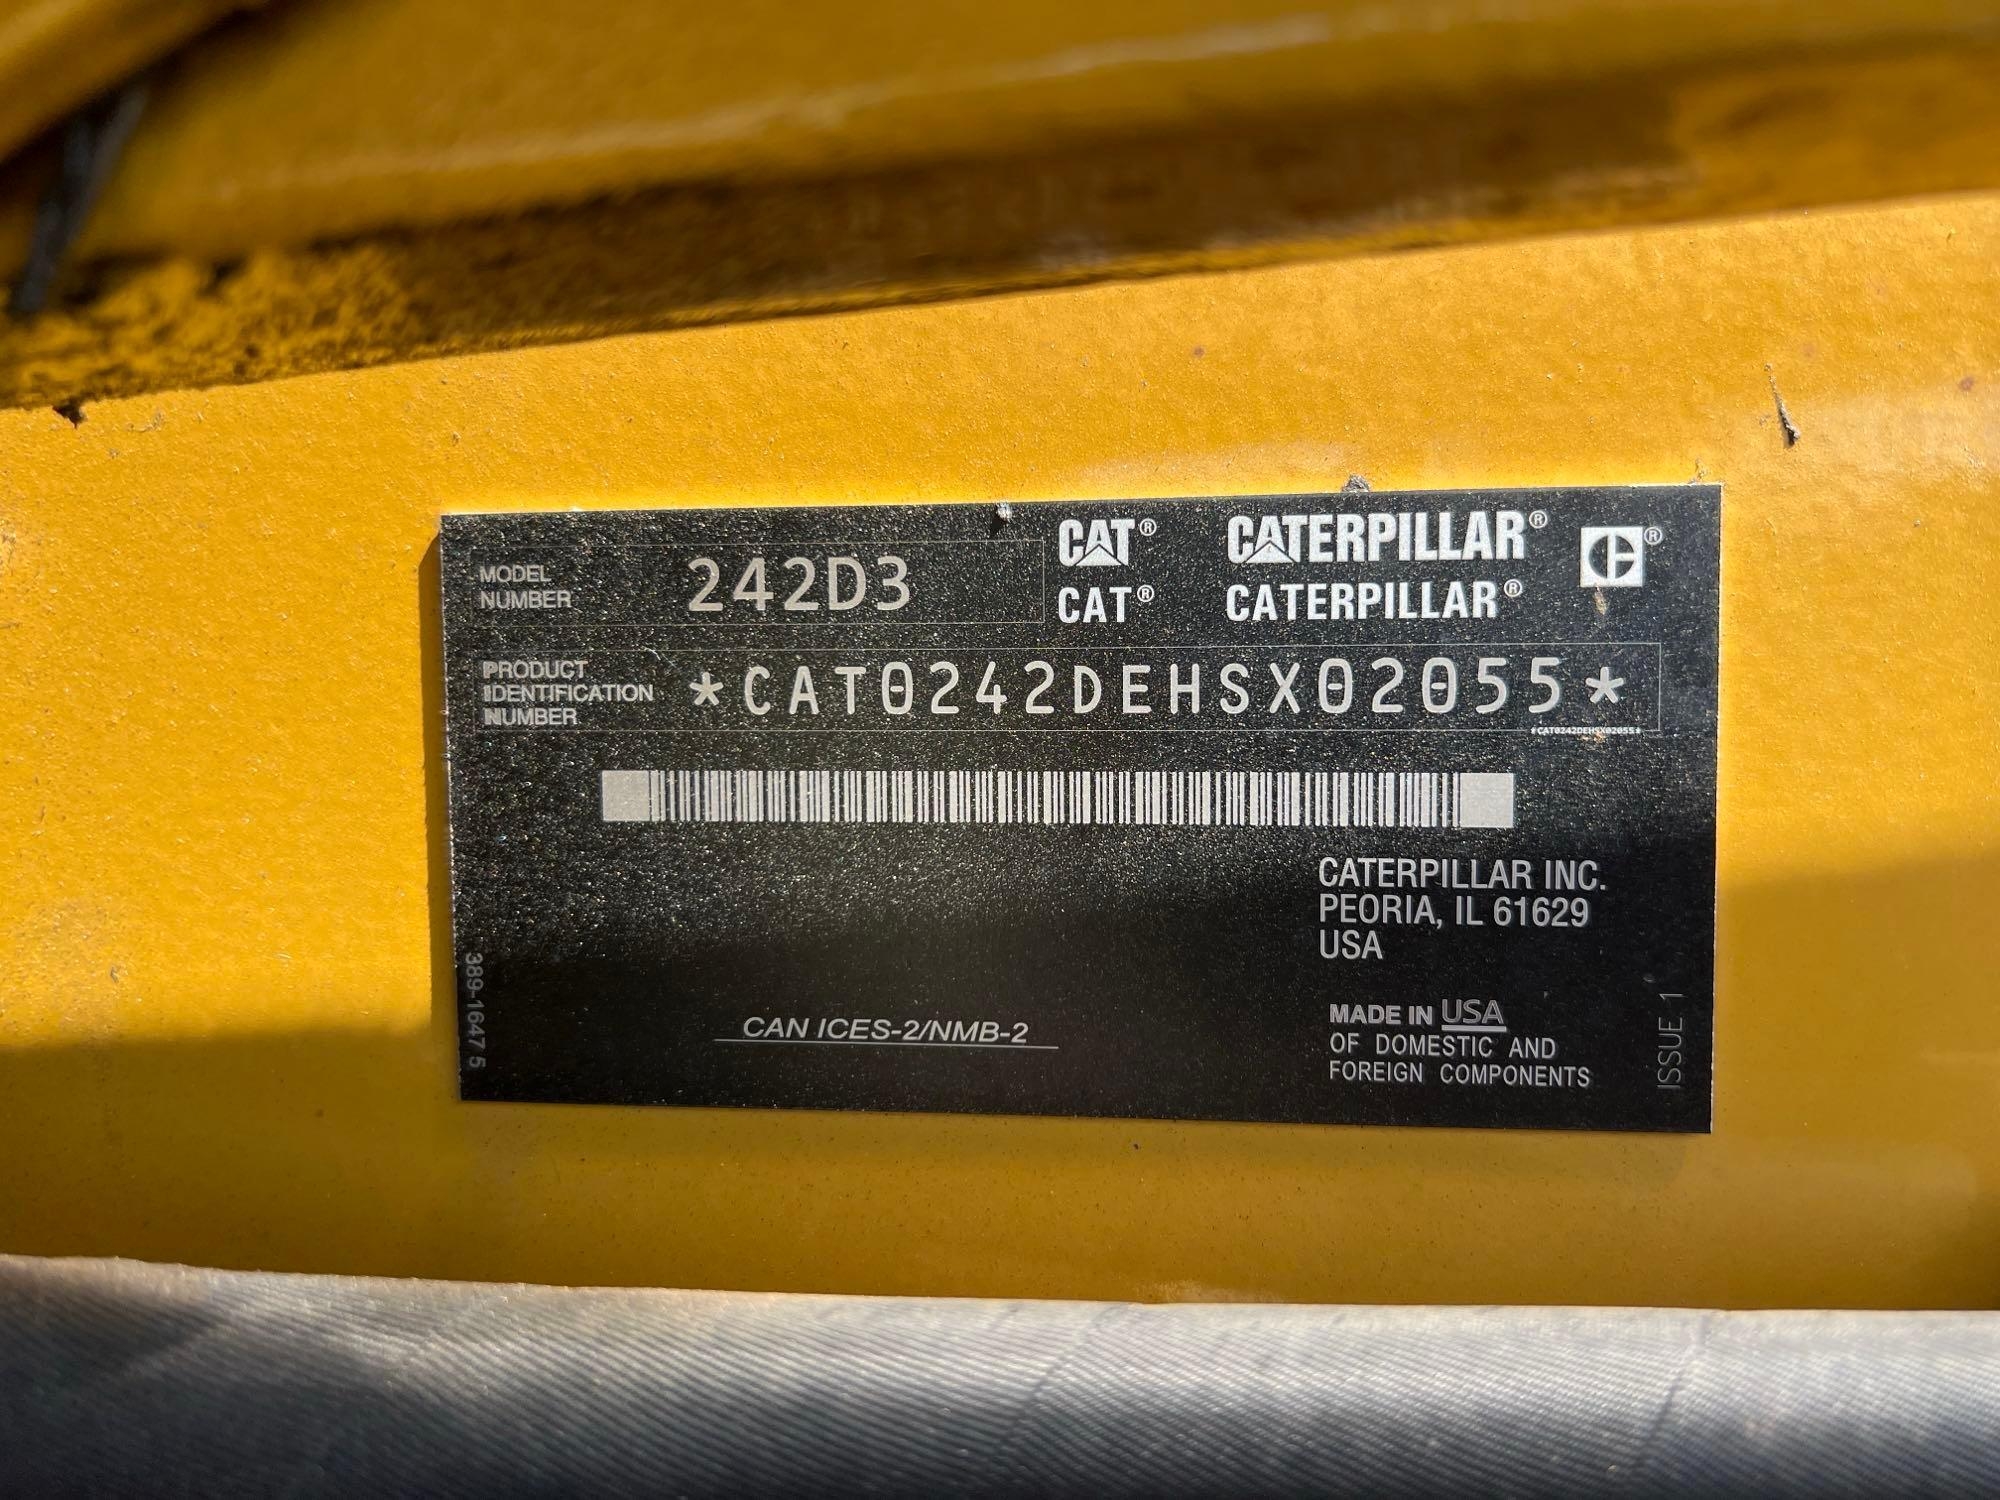 MODEL
NUMBER
242D3
CAT® CATERPILLAR® ®
CAT® CATERPILLAR®
PRODUCT
IDENTIFICATION
NUMBER
*CAT0242DEHSX02055*
*CAT0242DEHSX02055*
CATERPILLAR INC.
PEORIA, IL 61629
USA
CAN ICES-2/NMB-2
MADE IN USA
OF DOMESTIC AND
FOREIGN COMPONENTS
389-1647 5
ISSUE 1